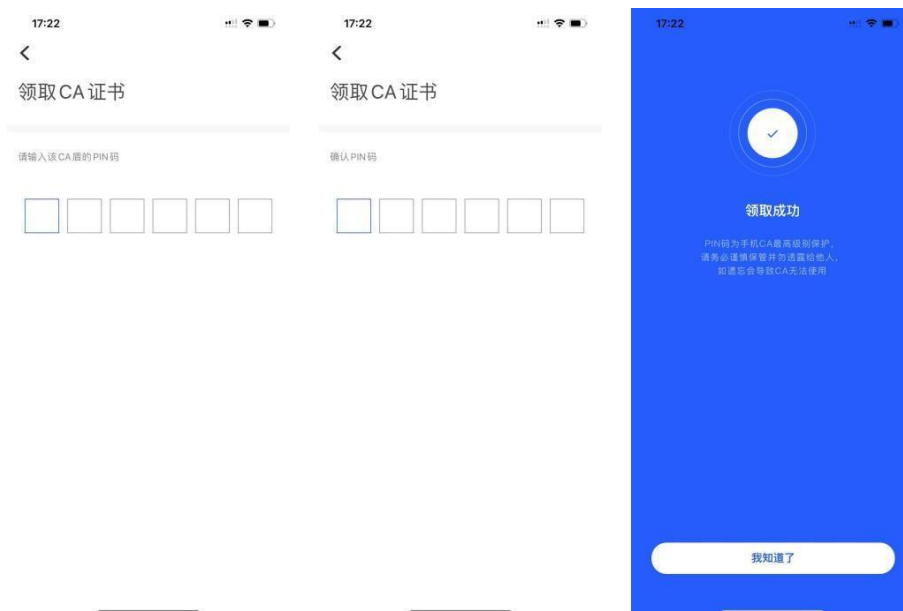 17:22
领取CA证书
请输入该CA盾的PIN码
17:22
领取CA证书
确认PIN码
17:22
领取成功
PIN码为手机CA最高级别保护,
请务必谨慎保管并勿透露给他人,
如遗忘会导致CA无法使用
我知道了